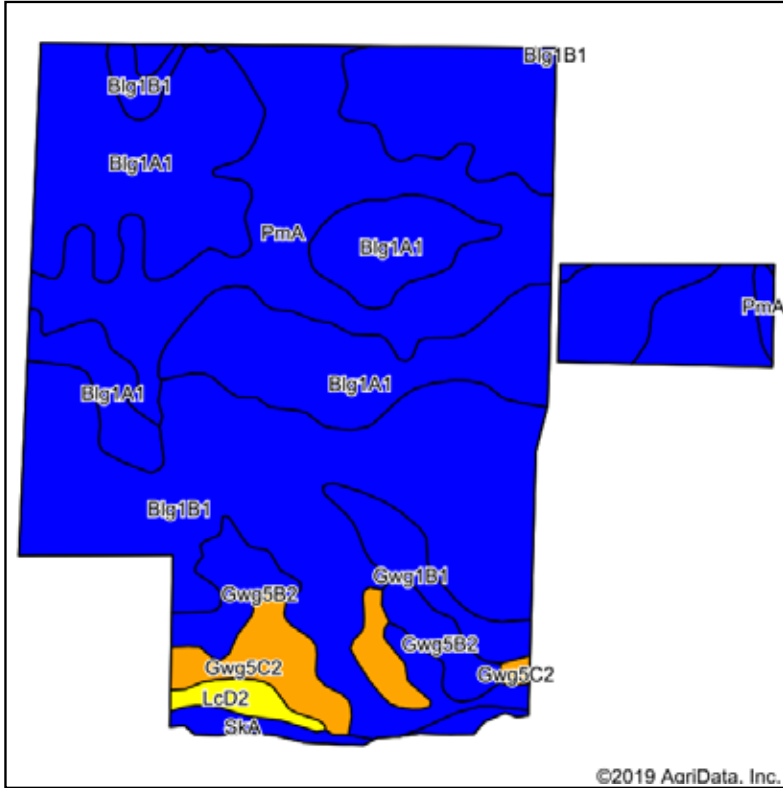 Blg1B1
Blg1B1
Blg1A1
PmA
Blg1A1
PmA
Blg1A1
Blg1A1
Blg1B1
Gwg1B1
Gwg5B2
Gwg5B2
Gwg5C2
Gwg5C2
LcD2
SkA
©2019 AgriData, Inc.